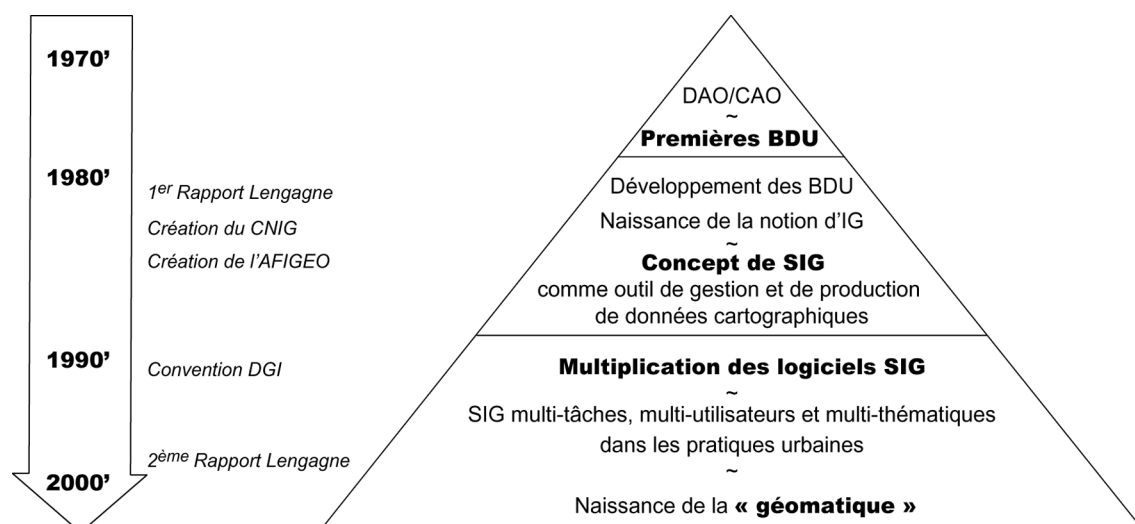 1970’
1980’
1er Rapport Lengagne
Création du CNIG
Création de l’AFIGEO
1990’
Convention DGI
2ème Rapport Lengagne
2000’
DAO/CAO
~
Premières BDU
Développement des BDU
Naissance de la notion d’IG
~
Concept de SIG
comme outil de gestion et de production
de données cartographiques
Multiplication des logiciels SIG
~
SIG multi-tâches, multi-utilisateurs et multi-thématiques
dans les pratiques urbaines
~
Naissance de la « géomatique »